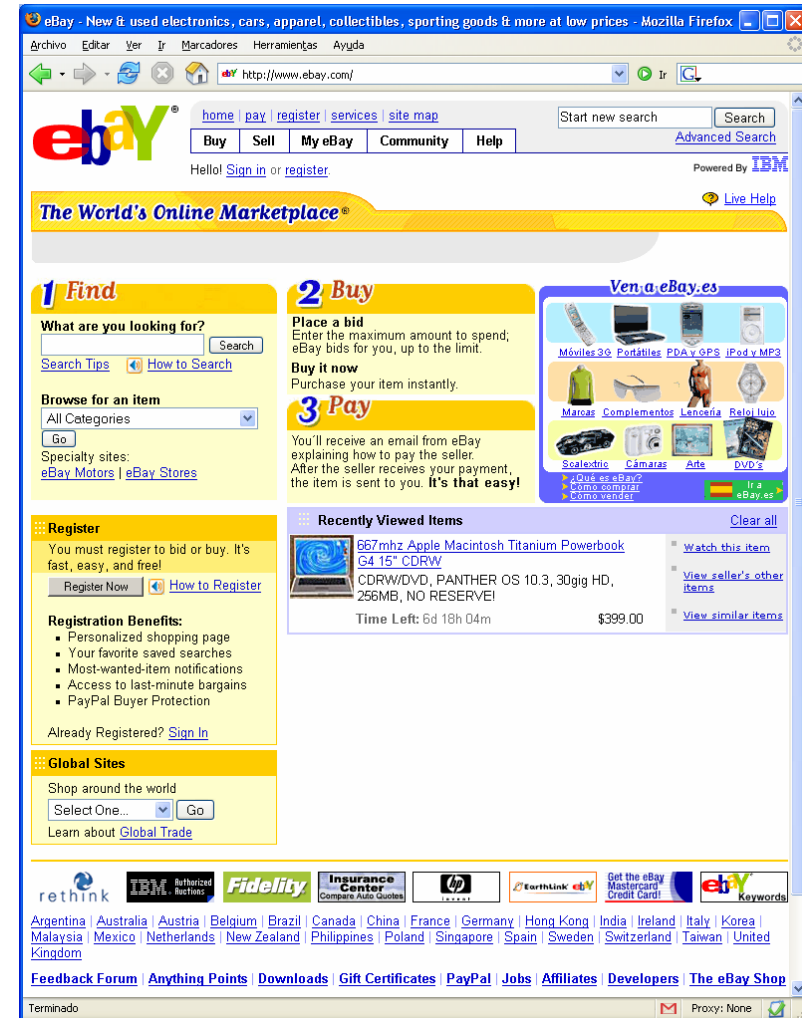 eBay - New & used electronics, cars, apparel, collectibles, sporting goods & more at low prices - Mozilla Firefox
Archivo Editar Ver Ir Marcadores Herramientas Ayuda
http://www.ebay.com/ Ir G
ebY®
home | pay | register | services | site map
Start new search Search
Buy Sell My eBay Community Help
Advanced Search
Hello! Sign in or register.
Powered By IBM
The World's Online Marketplace®
Live Help
1 Find
What are you looking for?
Search
Search Tips How to Search
Browse for an item
All Categories
Go
Specialty sites:
eBay Motors | eBay Stores
2 Buy
Place a bid
Enter the maximum amount to spend;
eBay bids for you, up to the limit.
Buy it now
Purchase your item instantly.
3 Pay
You´ll receive an email from eBay
explaining how to pay the seller.
After the seller receives your payment,
the item is sent to you. It's that easy!
Ven a eBay.es
Móviles 3G Portátiles PDA y GPS iPod y MP3
Marcas Complementos Lencería Reloj lujo
Scalextric Cámaras Arte DVD's
¿Qué es eBay?
Cómo comprar
Cómo vender
Ir a
eBay.es
Register
You must register to bid or buy. It's
fast, easy, and free!
Register Now How to Register
Registration Benefits:
Personalized shopping page
Your favorite saved searches
Most-wanted-item notifications
Access to last-minute bargains
PayPal Buyer Protection
Already Registered? Sign In
Recently Viewed Items Clear all
667mhz Apple Macintosh Titanium Powerbook
G4 15" CDRW
CDRW/DVD, PANTHER OS 10.3, 30gig HD,
256MB, NO RESERVE!
Time Left: 6d 18h 04m $399.00
Watch this item
View seller's other
items
View similar items
Global Sites
Shop around the world
Select One... Go
Learn about Global Trade
rethink
IBM. Authorized
Auctions
Fidelity
Insurance
Center
Compare Auto Quotes
hp
invent
EarthLink ebY
Get the eBay
Mastercard
Credit Card!
ebY
Keywords
Argentina | Australia | Austria | Belgium | Brazil | Canada | China | France | Germany | Hong Kong | India | Ireland | Italy | Korea |
Malaysia | Mexico | Netherlands | New Zealand | Philippines | Poland | Singapore | Spain | Sweden | Switzerland | Taiwan | United
Kingdom
Feedback Forum | Anything Points | Downloads | Gift Certificates | PayPal | Jobs | Affiliates | Developers | The eBay Shop
Terminado Proxy: None